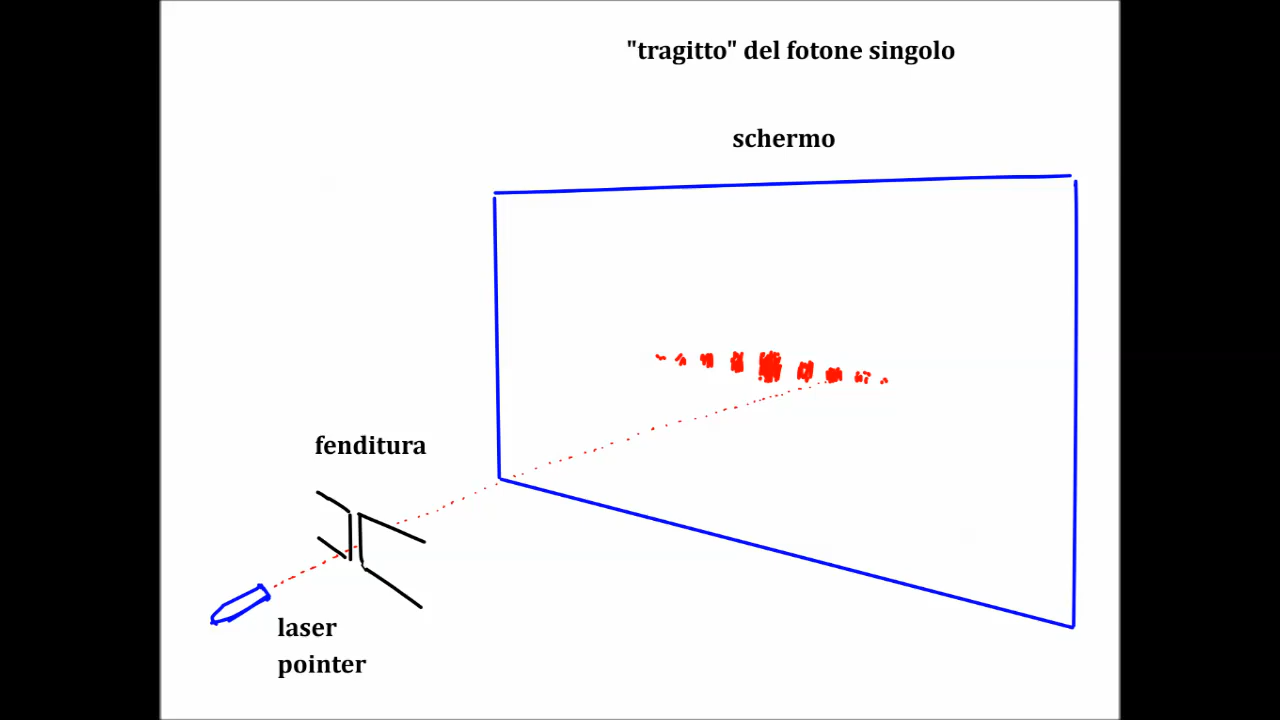 "tragitto" del fotone singolo
schermo
fenditura
laser
pointer